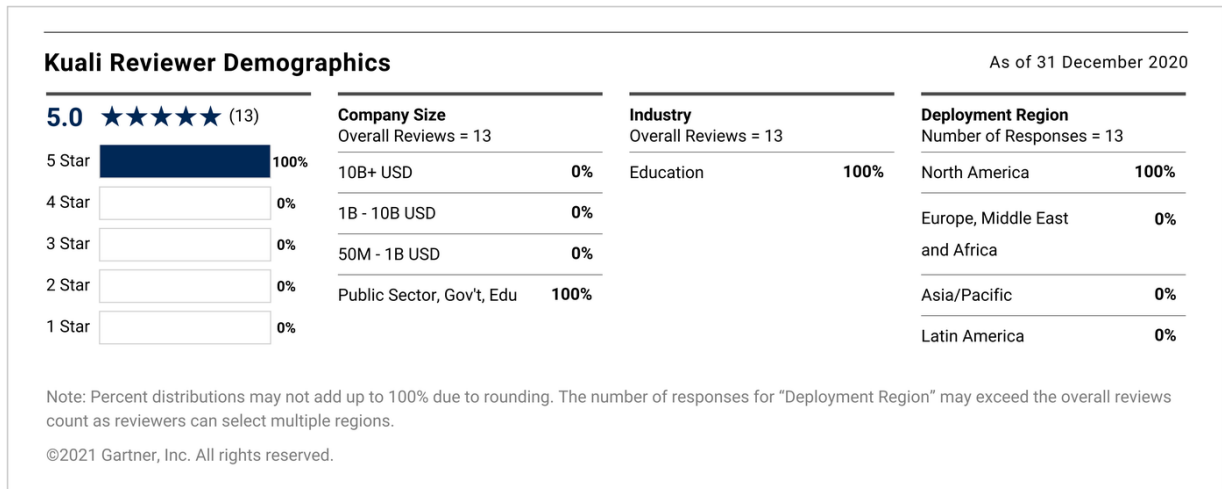 Kuali Reviewer Demographics
As of 31 December 2020
5.0 ★★★★★ (13)
5 Star 100%
4 Star 0%
3 Star 0%
2 Star 0%
1 Star 0%
Company Size
Overall Reviews = 13
10B+ USD 0%
1B - 10B USD 0%
50M - 1B USD 0%
Public Sector, Gov't, Edu 100%
Industry
Overall Reviews = 13
Education 100%
Deployment Region
Number of Responses = 13
North America 100%
Europe, Middle East 0%
and Africa
Asia/Pacific 0%
Latin America 0%
Note: Percent distributions may not add up to 100% due to rounding. The number of responses for “Deployment Region” may exceed the overall reviews
count as reviewers can select multiple regions.
©2021 Gartner, Inc. All rights reserved.